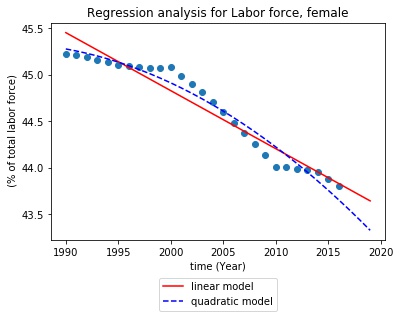 Regression analysis for Labor force, female
(% of total labor force)
45.5
45.0
44.5
44.0
43.5
1990 1995 2000 2005 2010 2015 2020
time (Year)
linear model
quadratic model